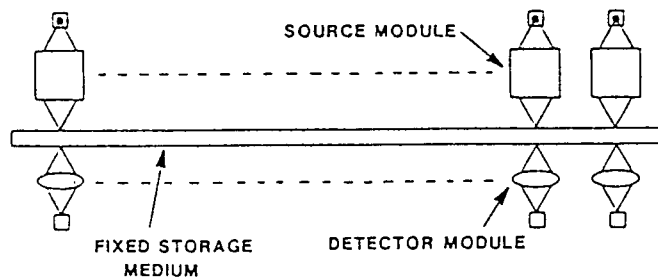 SOURCE MODULE
FIXED STORAGE
MEDIUM
DETECTOR MODULE